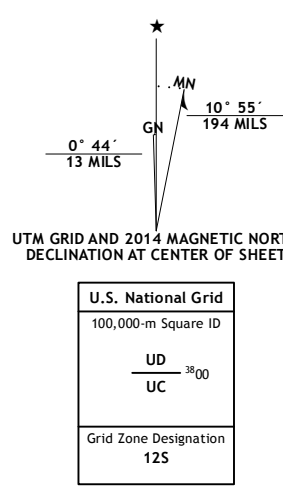 ★
MN
GN
10° 55´
194 MILS
0° 44´
13 MILS
UTM GRID AND 2014 MAGNETIC NORT
DECLINATION AT CENTER OF SHEET
U.S. National Grid
100,000-m Square ID
UD
3800
UC
Grid Zone Designation
12S